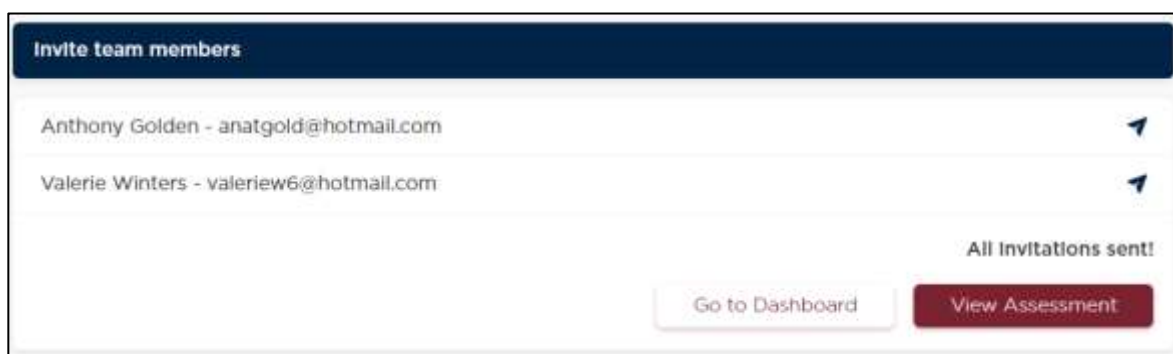 Invite team members
Anthony Golden - anatgold@hotmail.com
Valerie Winters - valeriew6@hotmail.com
All invitations sent!
Go to Dashboard
View Assessment